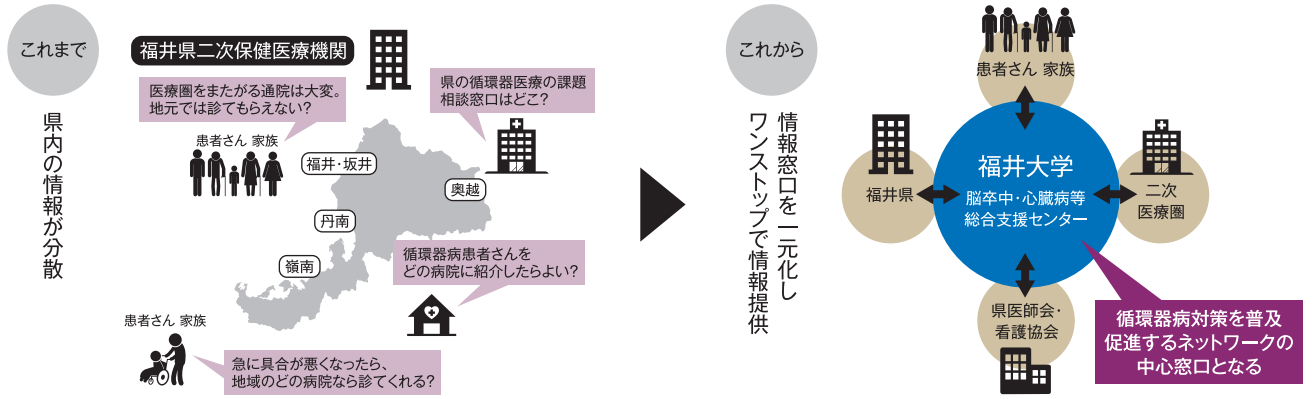 これまで
県内の情報が分散
福井県二次保健医療機関
医療圏をまたがる通院は大変。
地元では診てもらえない?
県の循環器医療の課題
相談窓口はどこ?
患者さん 家族
福井・坂井
奥越
丹南
嶺南
循環器病患者さんを
どの病院に紹介したらよい?
患者さん 家族
急に具合が悪くなったら、
地域のどの病院なら診てくれる?
これから
情報窓口を一元化し
ワンストップで情報提供
患者さん 家族
福井県
福井大学
脳卒中・心臓病等
総合支援センター
二次
医療圏
県医師会・
看護協会
循環器病対策を普及
促進するネットワークの
中心窓口となる